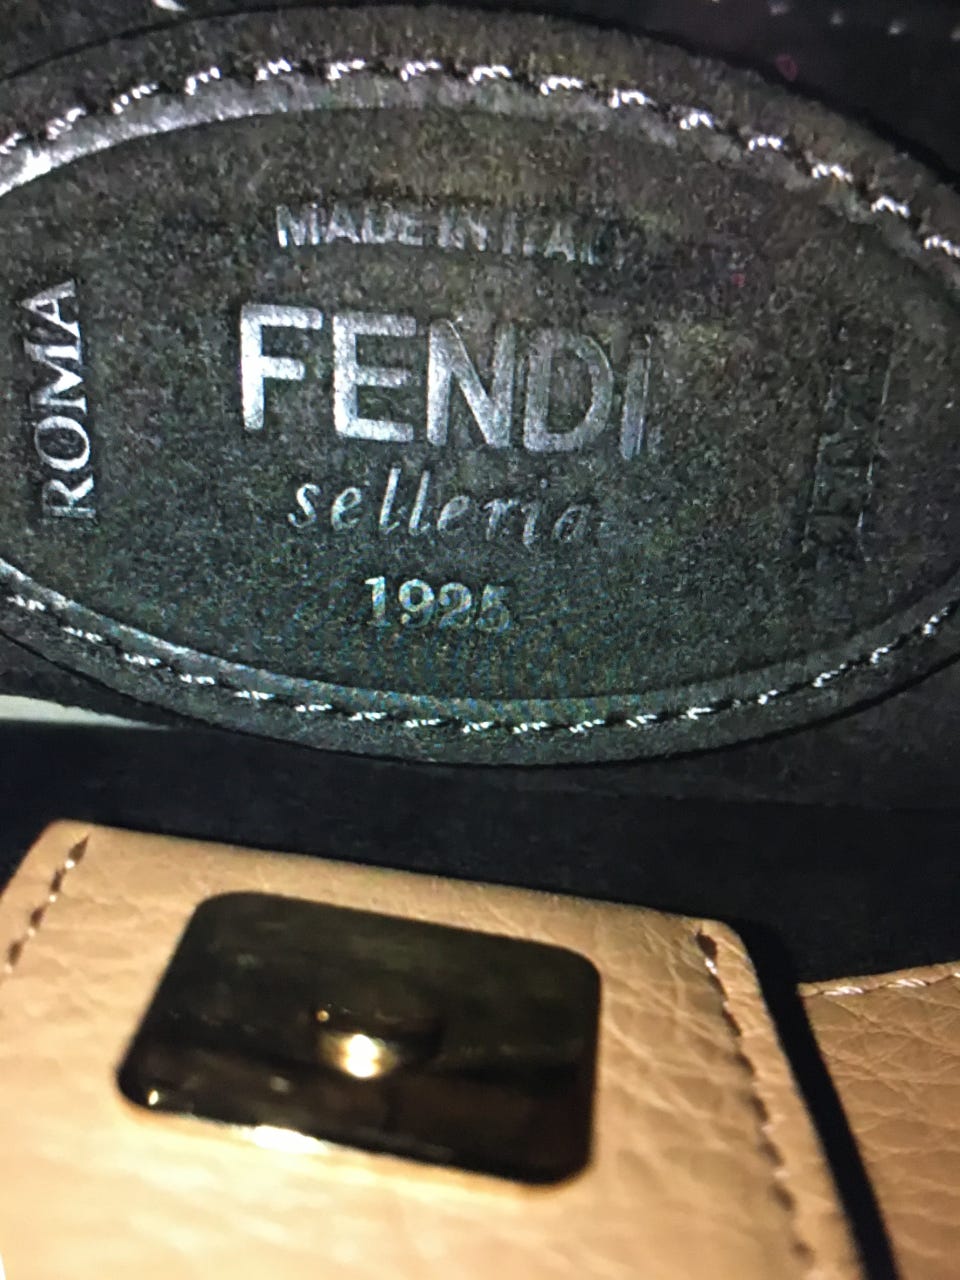 MADE IN ITALY
ROMA
FENDI
selleria
1925